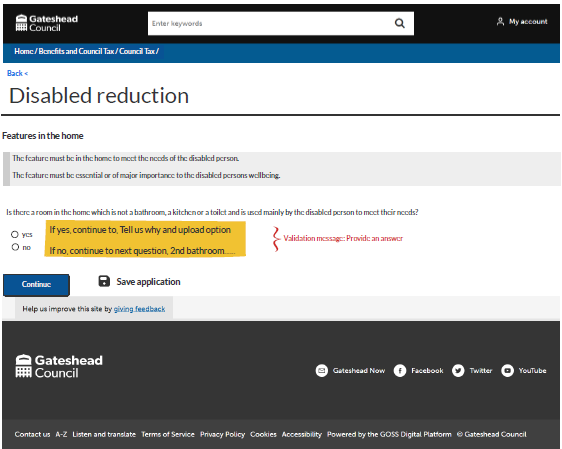 Gateshead
Council
Enter keywords
My account
Home / Benefits and Council Tax / Council Tax /
Back <
Disabled reduction
Features in the home
The feature must be in the home to meet the needs of the disabled person.
The feature must be essential or of major importance to the disabled persons wellbeing.
Is there a room in the home which is not a bathroom, a kitchen or a toilet and is used mainly by the disabled person to meet their needs?
yes
no
If yes, continue to, Tell us why and upload option
If no, continue to next question, 2nd bathroom.....
Validation message: Provide an answer
Continue
Save application
Help us improve this site by giving feedback
Gateshead
Council
Gateshead Now
Facebook
Twitter
YouTube
Contact us A-Z Listen and translate Terms of Service Privacy Policy Cookies Accessibility Powered by the GOSS Digital Platform © Gateshead Council